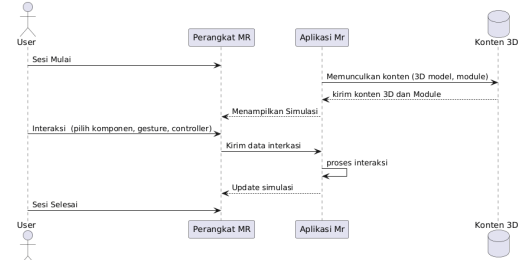 User
Perangkat MR
Aplikasi Mr
Konten 3D
Sesi Mulai
Memunculkan konten (3D model, module)
kirim konten 3D dan Module
Menampilkan Simulasi
Interaksi (pilih komponen, gesture, controller)
Kirim data interkasi
proses interaksi
Update simulasi
Sesi Selesai
User
Perangkat MR
Aplikasi Mr
Konten 3D